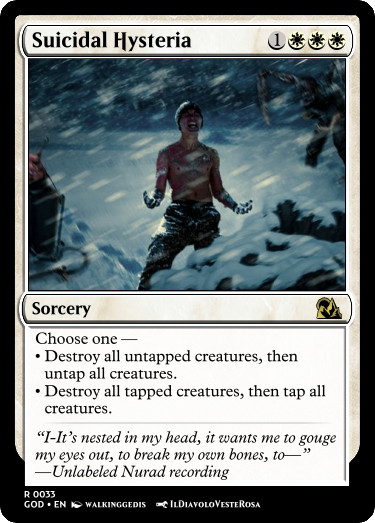 Suicidal Hysteria 1
Sorcery
Choose one —
• Destroy all untapped creatures, then
untap all creatures.
• Destroy all tapped creatures, then tap all
creatures.
“I-It’s nested in my head, it wants me to gouge
my eyes out, to break my own bones, to—”
—Unlabeled Nurad recording
R 0033
GOD • EN WALKINGGEDIS IlDiavoloVesteRosa